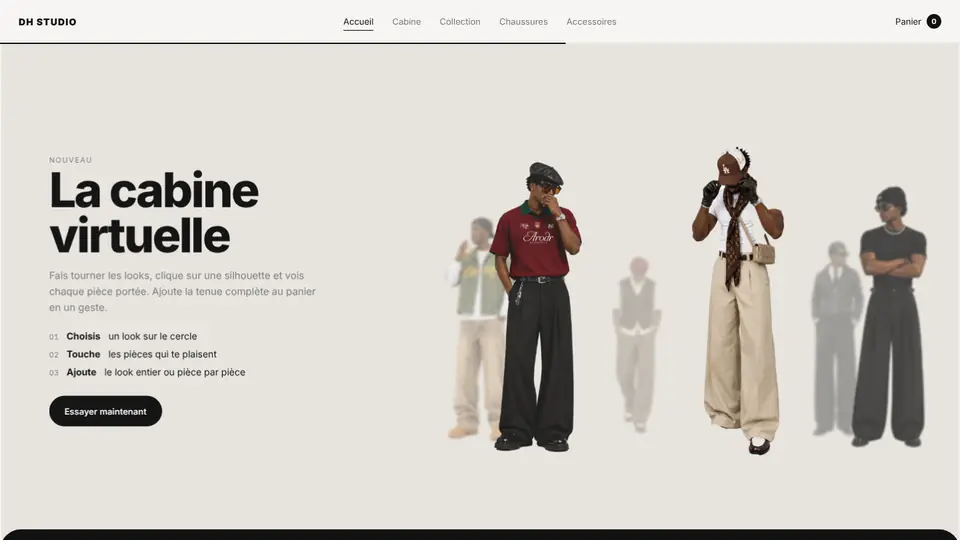 DH STUDIO
Accueil Cabine Collection Chaussures Accessoires
Panier 0
NOUVEAU
La cabine
virtuelle
Fais tourner les looks, clique sur une silhouette et vois
chaque pièce portée. Ajoute la tenue complète au panier
en un geste.
01 Choisis un look sur le cercle
02 Touche les pièces qui te plaisent
03 Ajoute le look entier ou pièce par pièce
Essayer maintenant